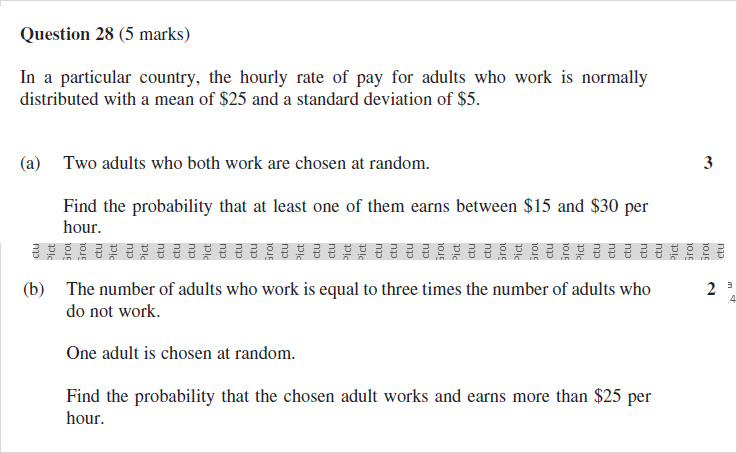 Question 28 (5 marks)
In a particular country, the hourly rate of pay for adults who work is normally
distributed with a mean of $25 and a standard deviation of $5.
(a) Two adults who both work are chosen at random. 3
Find the probability that at least one of them earns between $15 and $30 per
hour.
(b) The number of adults who work is equal to three times the number of adults who 2
do not work.
One adult is chosen at random.
Find the probability that the chosen adult works and earns more than $25 per
hour.